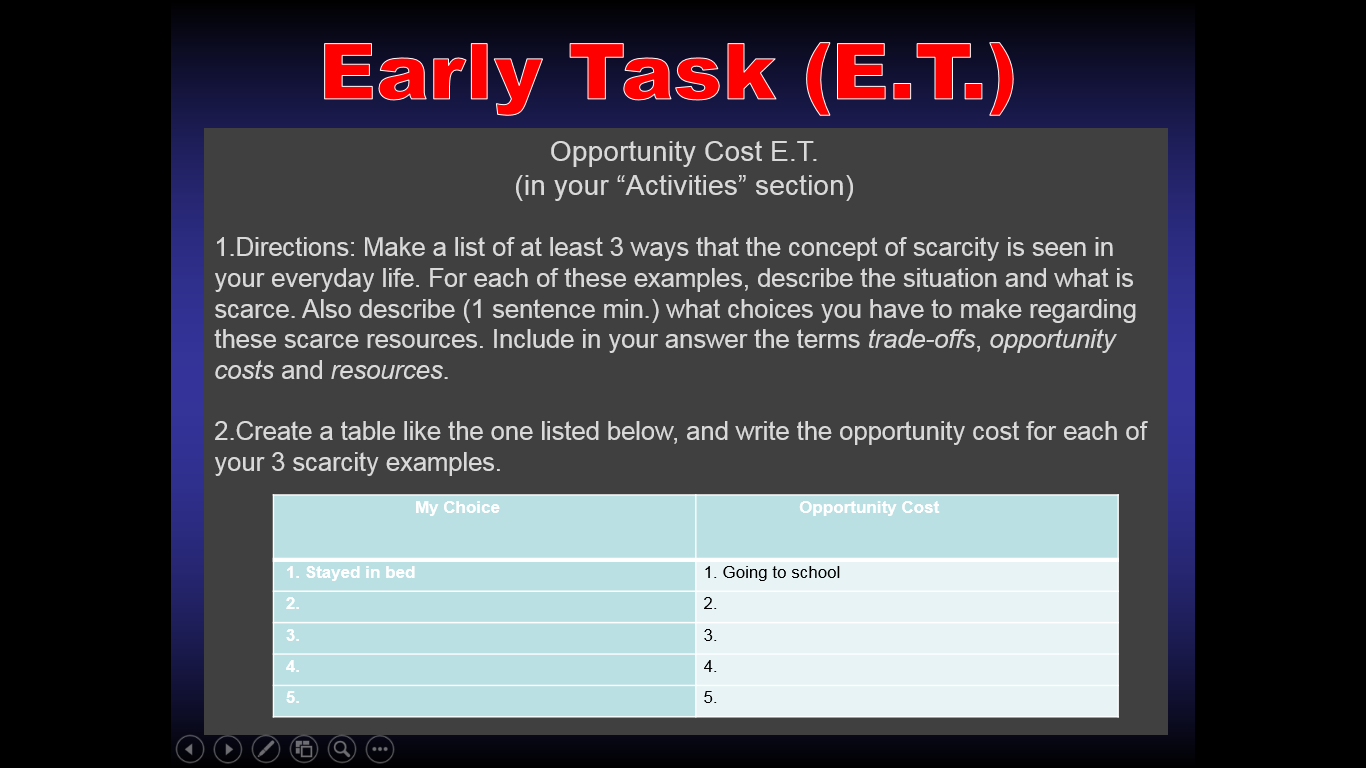 Early Task (E.T.)
Opportunity Cost E.T.
(in your “Activities” section)
1.Directions: Make a list of at least 3 ways that the concept of scarcity is seen in
your everyday life. For each of these examples, describe the situation and what is
scarce. Also describe (1 sentence min.) what choices you have to make regarding
these scarce resources. Include in your answer the terms trade-offs, opportunity
costs and resources.
2.Create a table like the one listed below, and write the opportunity cost for each of
your 3 scarcity examples.
My Choice Opportunity Cost
1. Stayed in bed 1. Going to school
2. 2.
3. 3.
4. 4.
5. 5.